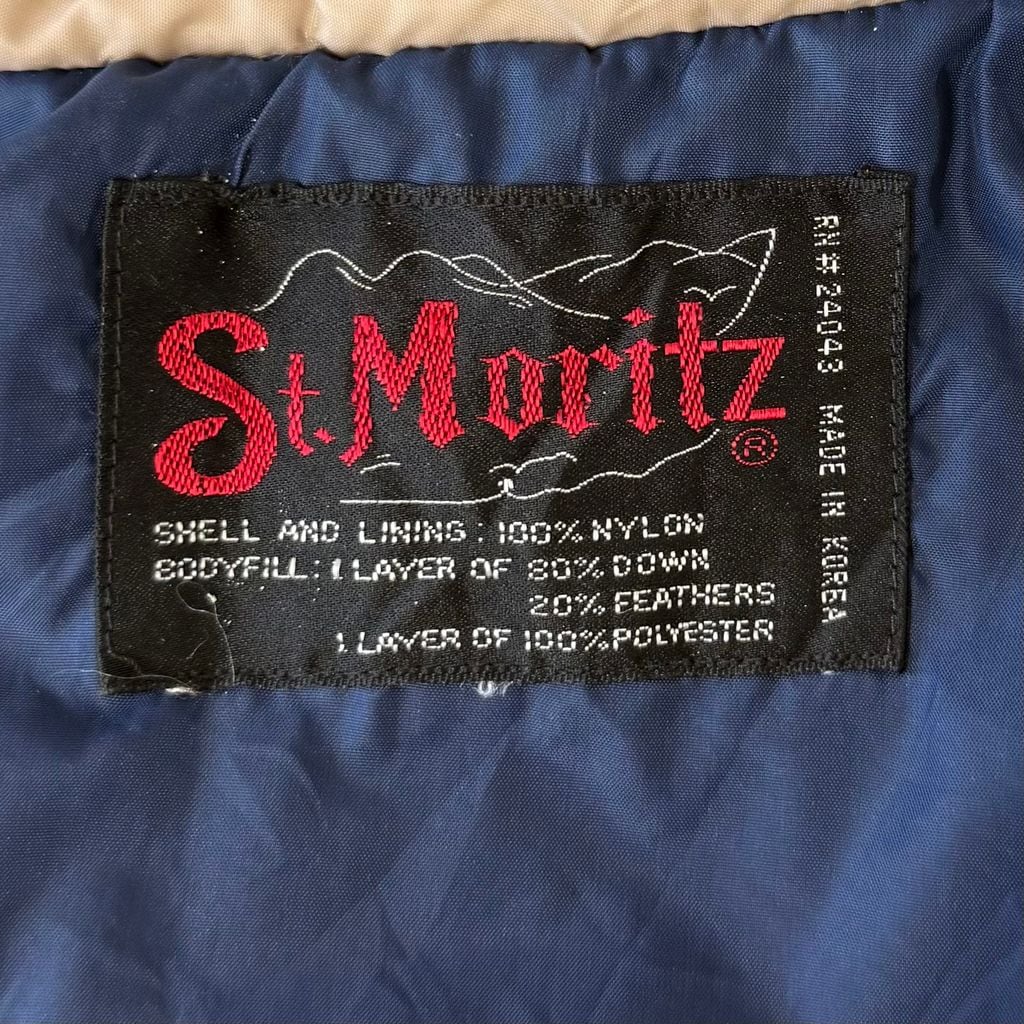 St. Moritz ®
SHELL AND LINING: 100% NYLON
BODYFILL: 1 LAYER OF 80% DOWN
20% FEATHERS
1 LAYER OF 100% POLYESTER
RN#24043 MADE IN KOREA